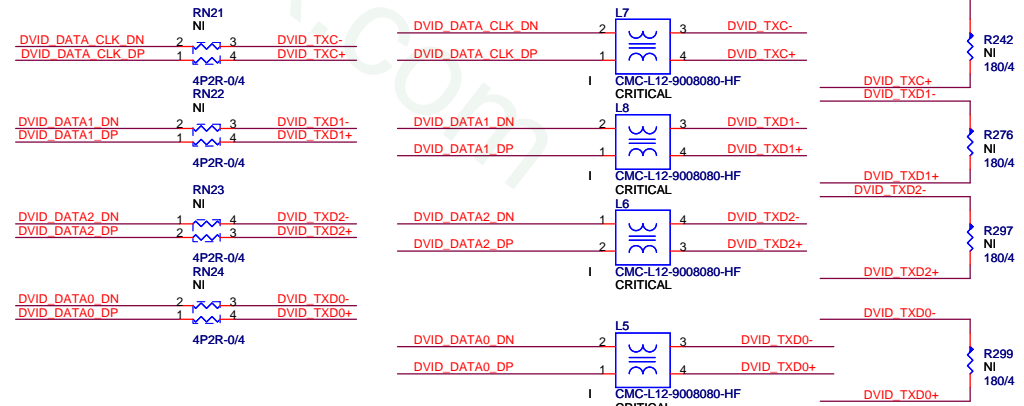 RN21
NI
DVID_DATA_CLK_DN 2 3 DVID_TXC-
DVID_DATA_CLK_DP 1 4 DVID_TXC+
4P2R-0/4
RN22
NI
DVID_DATA1_DN 2 3 DVID_TXD1-
DVID_DATA1_DP 1 4 DVID_TXD1+
4P2R-0/4
RN23
NI
DVID_DATA2_DN 1 4 DVID_TXD2-
DVID_DATA2_DP 2 3 DVID_TXD2+
4P2R-0/4
RN24
NI
DVID_DATA0_DN 2 3 DVID_TXD0-
DVID_DATA0_DP 1 4 DVID_TXD0+
4P2R-0/4
L7
DVID_DATA_CLK_DN 2 3 DVID_TXC-
DVID_DATA_CLK_DP 1 4 DVID_TXC+
I CMC-L12-9008080-HF
CRITICAL
L8
DVID_DATA1_DN 2 3 DVID_TXD1-
DVID_DATA1_DP 1 4 DVID_TXD1+
I CMC-L12-9008080-HF
CRITICAL
L6
DVID_DATA2_DN 1 4 DVID_TXD2-
DVID_DATA2_DP 2 3 DVID_TXD2+
I CMC-L12-9008080-HF
CRITICAL
L5
DVID_DATA0_DN 2 3 DVID_TXD0-
DVID_DATA0_DP 1 4 DVID_TXD0+
I CMC-L12-9008080-HF
CRITICAL
R242
NI
180/4
DVID_TXC+
DVID_TXD1-
R276
NI
180/4
DVID_TXD1+
DVID_TXD2-
R297
NI
180/4
DVID_TXD2+
DVID_TXD0-
R299
NI
180/4
DVID_TXD0+
.com